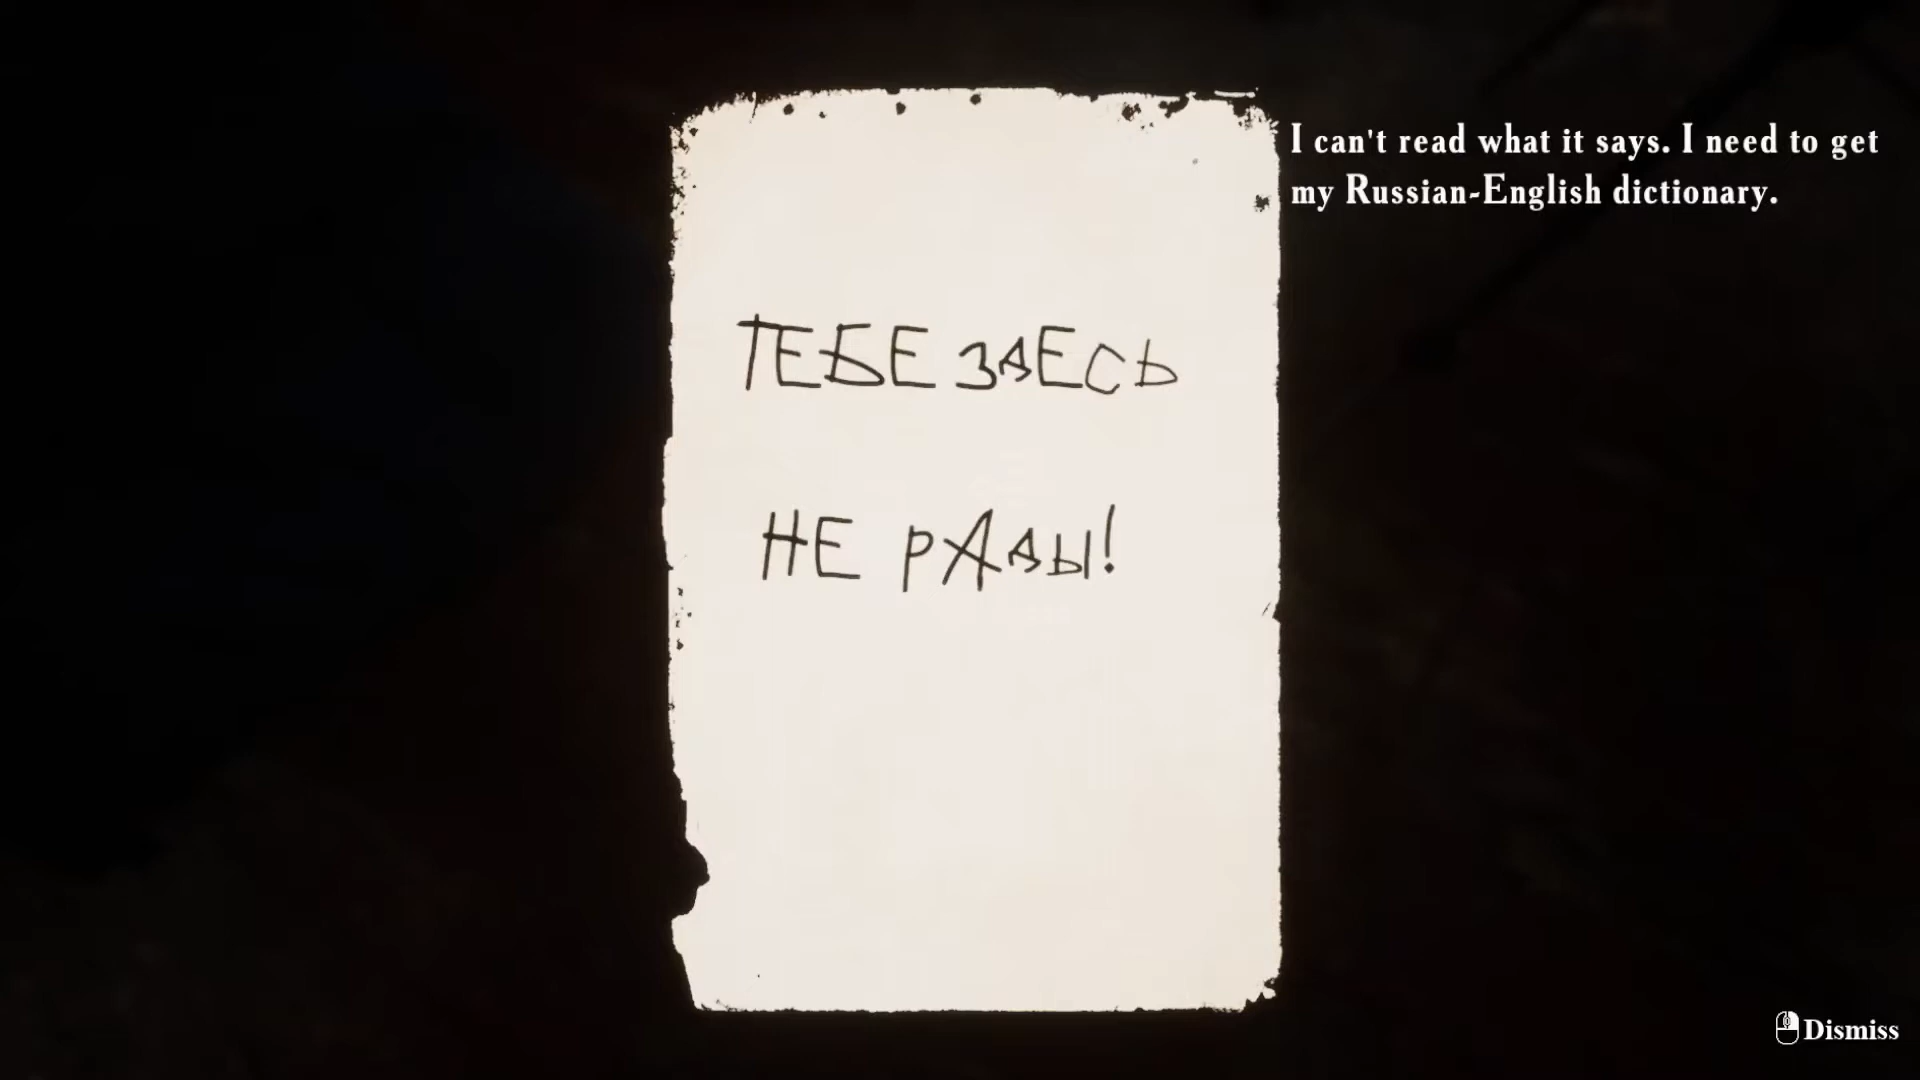 ТЕБЕ ЗДЕСЬ
НЕ РАДЫ!
I can't read what it says. I need to get
my Russian-English dictionary.
Dismiss